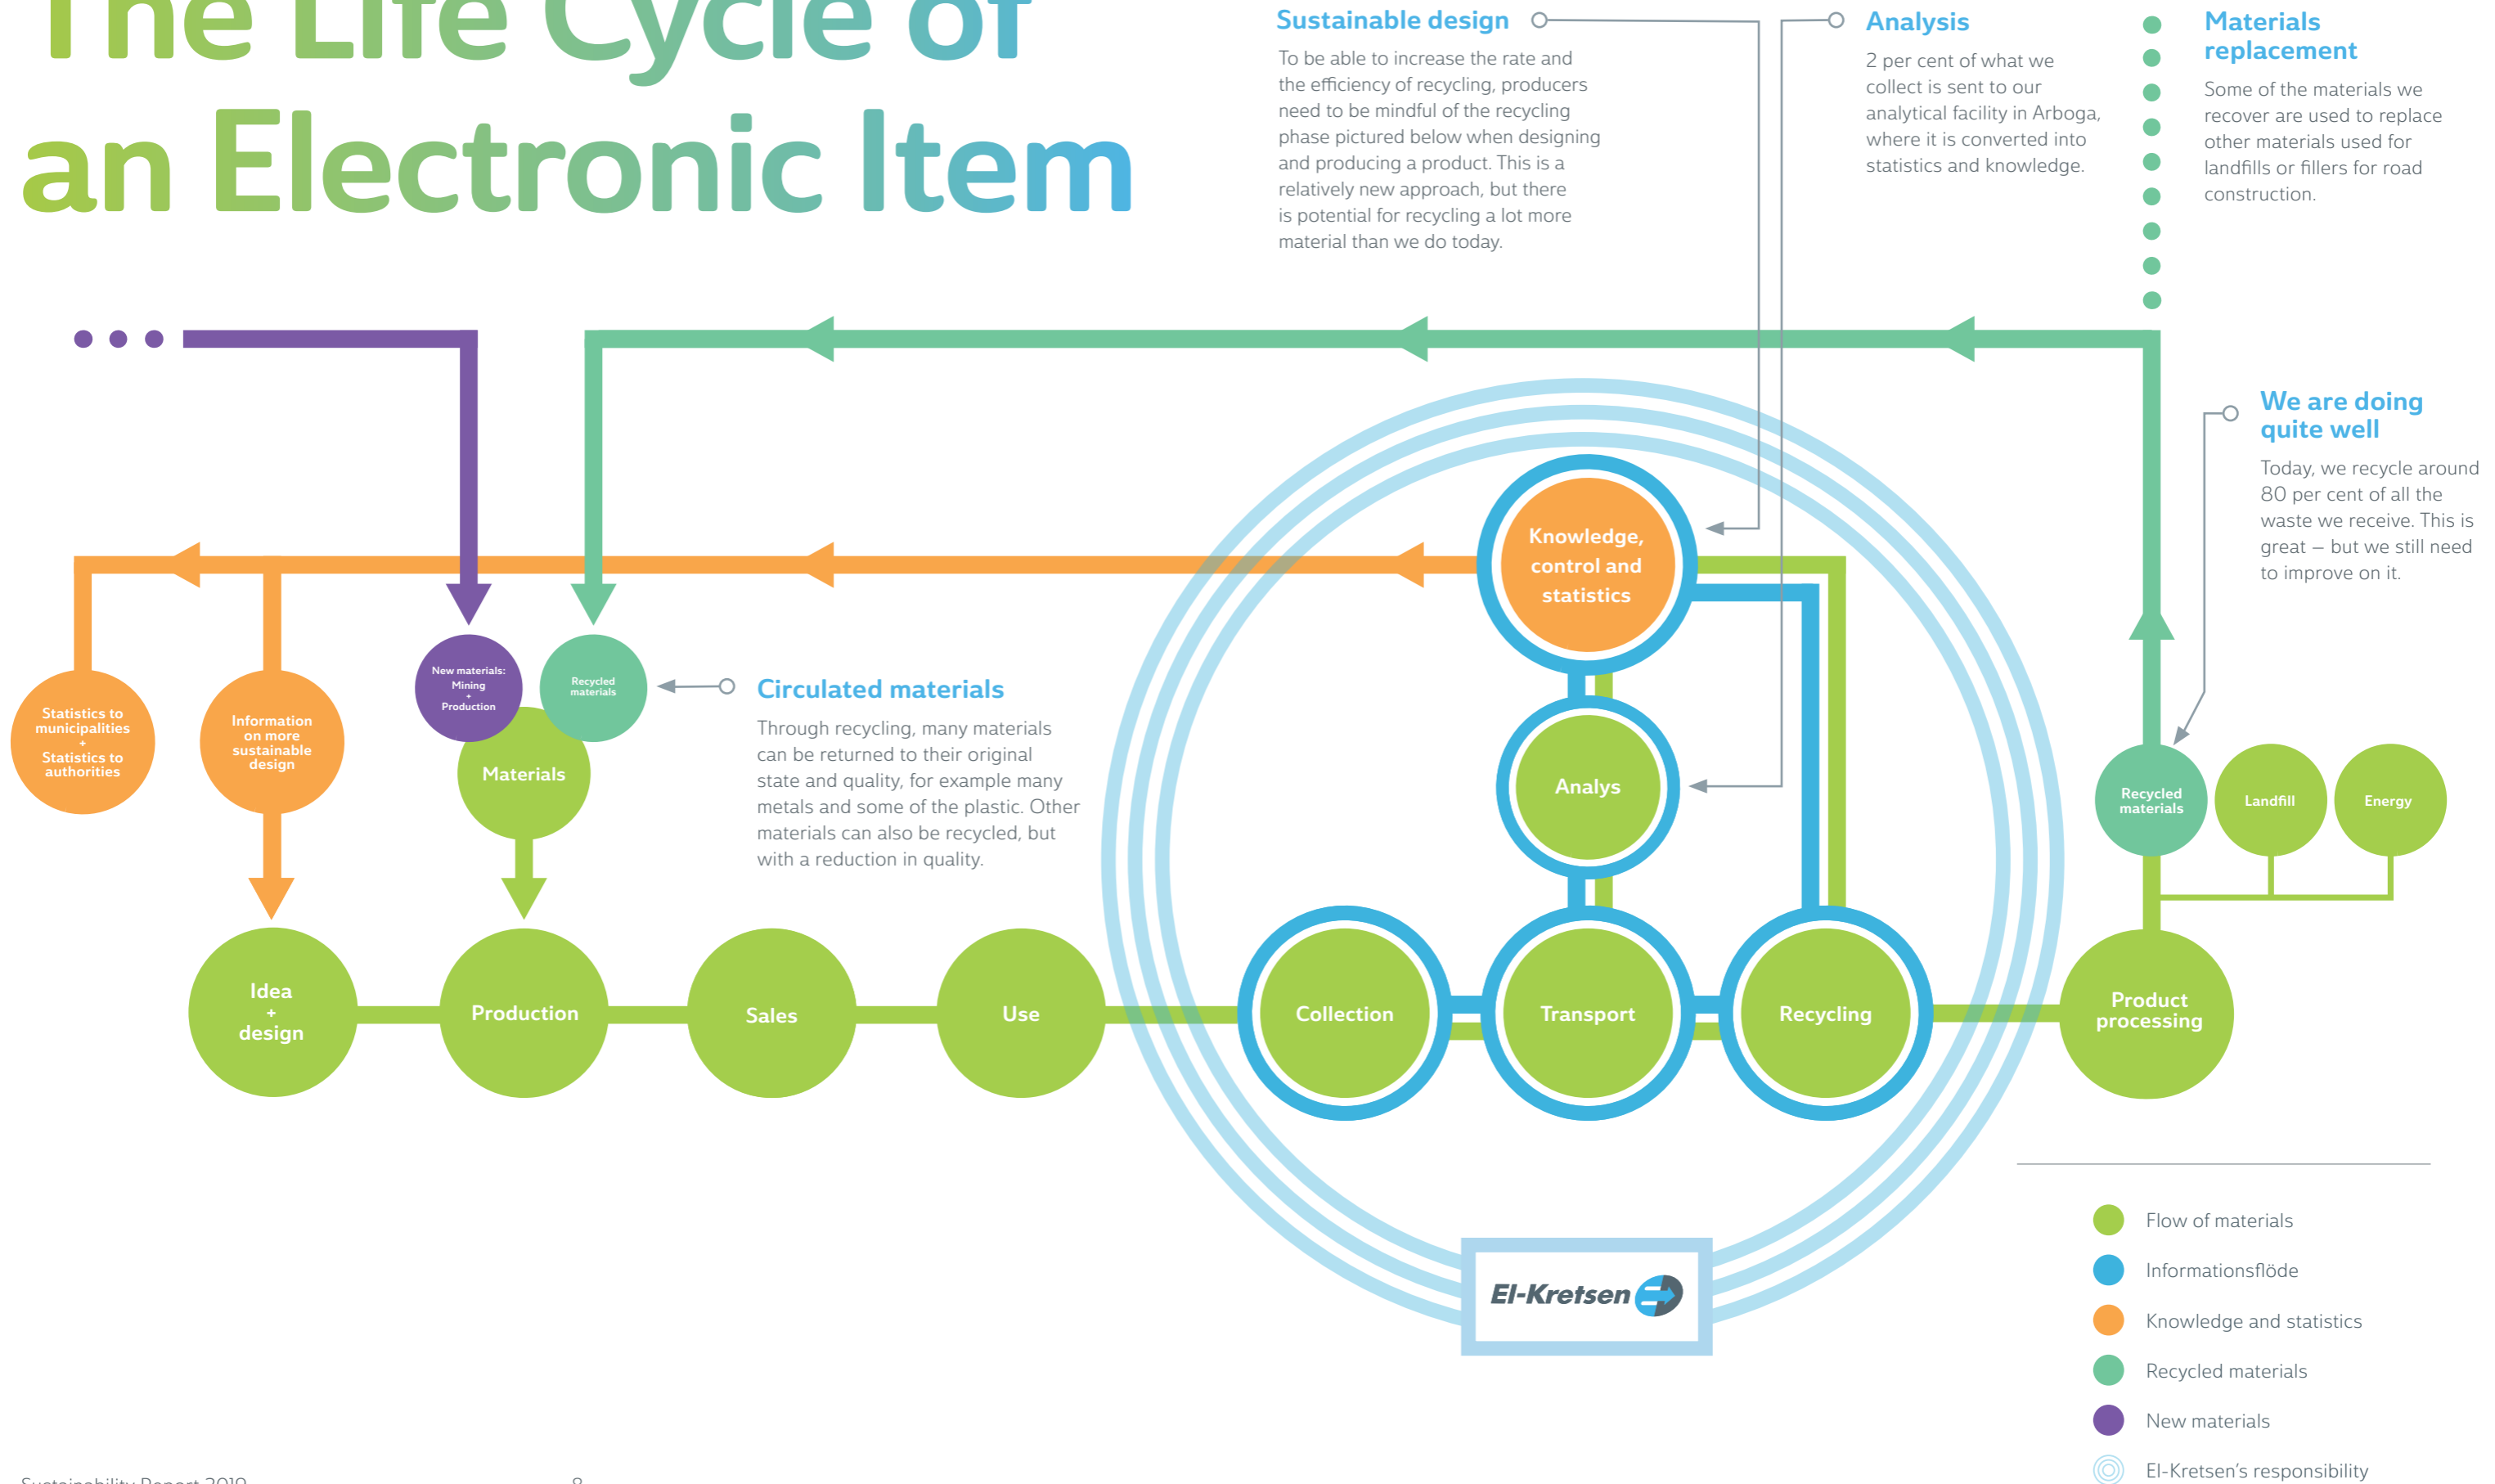 The Life Cycle of
an Electronic Item
Sustainable design
To be able to increase the rate and
the efficiency of recycling, producers
need to be mindful of the recycling
phase pictured below when designing
and producing a product. This is a
relatively new approach, but there
is potential for recycling a lot more
material than we do today.
Analysis
2 per cent of what we
collect is sent to our
analytical facility in Arboga,
where it is converted into
statistics and knowledge.
Materials
replacement
Some of the materials we
recover are used to replace
other materials used for
landfills or fillers for road
construction.
We are doing
quite well
Today, we recycle around
80 per cent of all the
waste we receive. This is
great – but we still need
to improve on it.
Knowledge,
control and
statistics
Statistics to
municipalities
+
Statistics to
authorities
Information
on more
sustainable
design
New materials:
Mining
+
Production
Recycled
materials
Materials
Circulated materials
Through recycling, many materials
can be returned to their original
state and quality, for example many
metals and some of the plastic. Other
materials can also be recycled, but
with a reduction in quality.
Analys
Recycled
materials
Landfill
Energy
Idea
+
design
Production
Sales
Use
Collection
Transport
Recycling
Product
processing
El-Kretsen
Flow of materials
Informationsflöde
Knowledge and statistics
Recycled materials
New materials
El-Kretsen's responsibility
Sustainability Report 2019
8